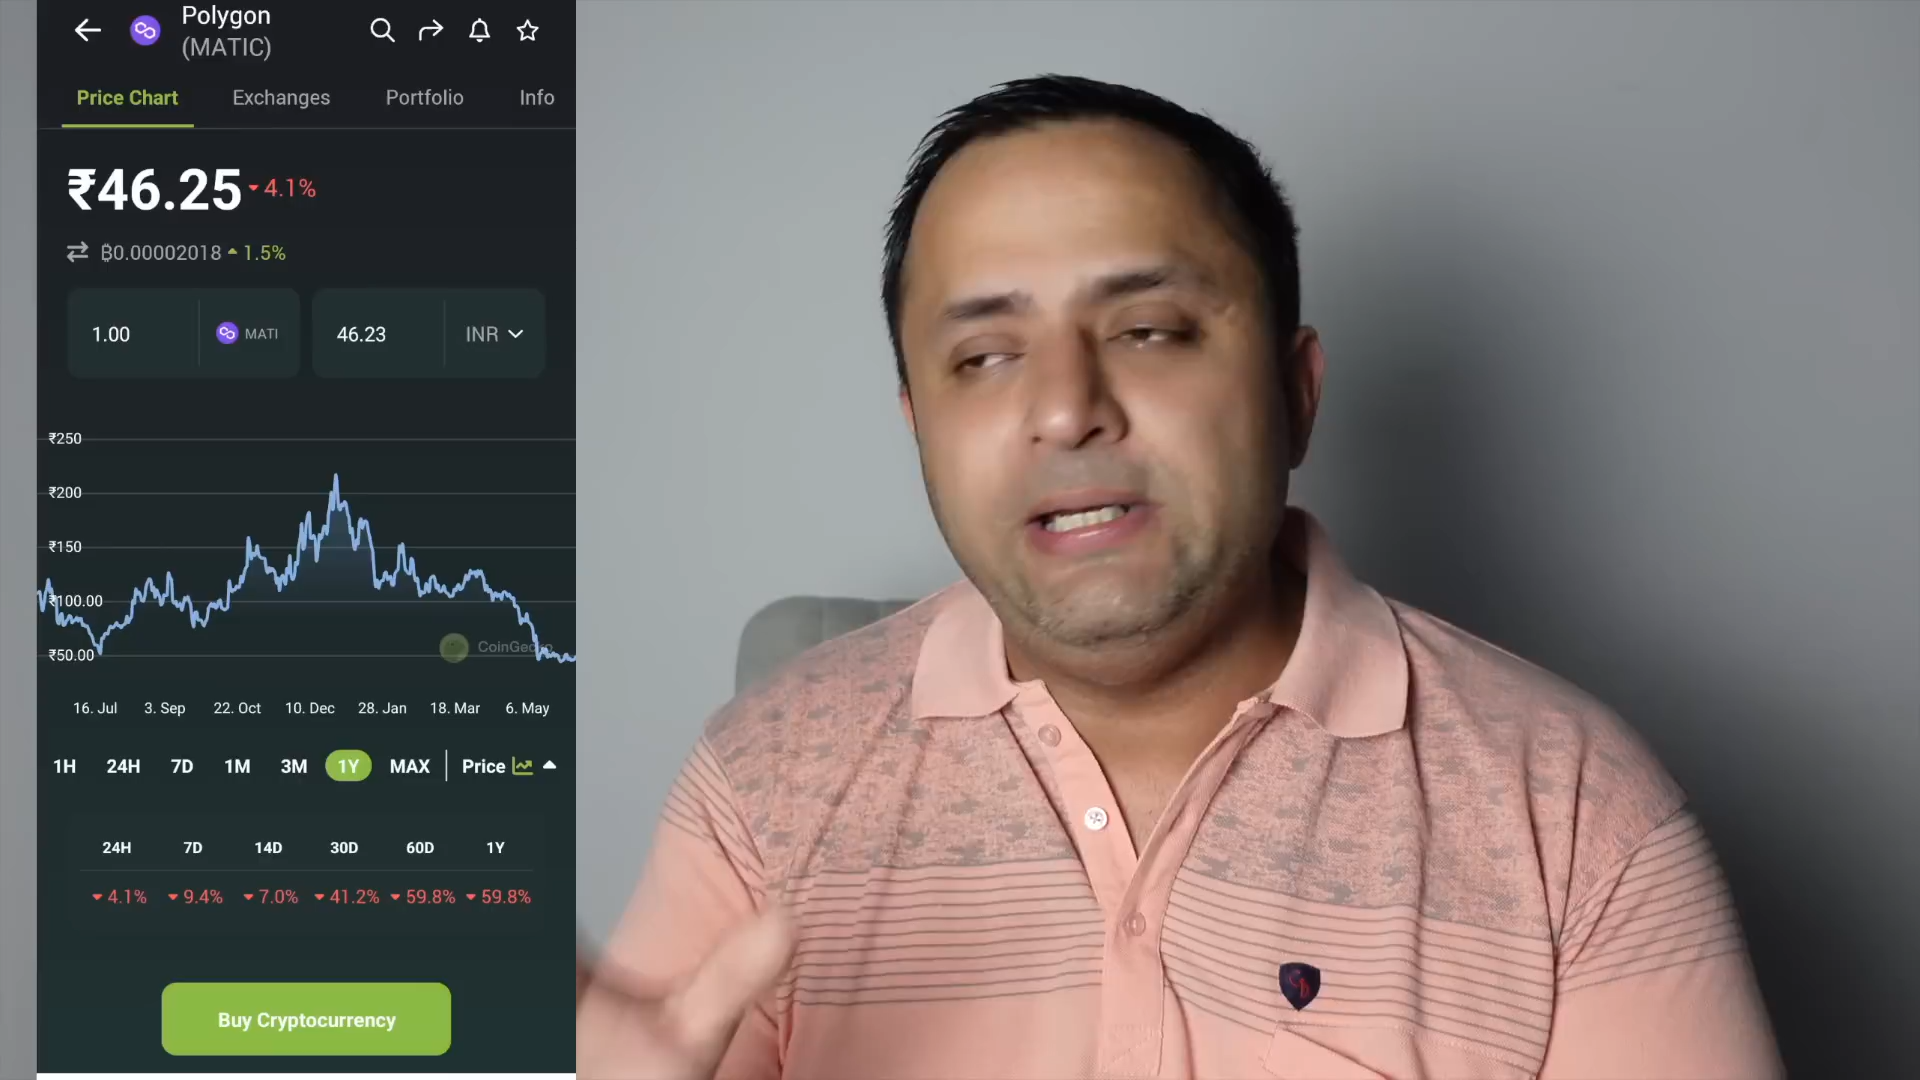 Polygon
(MATIC)
Price Chart Exchanges Portfolio Info
₹46.25 4.1%
₿0.00002018 1.5%
1.00 MATI 46.23 INR
₹250
₹200
₹150
₹100.00
₹50.00
CoinGecko
16. Jul 3. Sep 22. Oct 10. Dec 28. Jan 18. Mar 6. May
1H 24H 7D 1M 3M 1Y MAX Price
24H 7D 14D 30D 60D 1Y
4.1% 9.4% 7.0% 41.2% 59.8% 59.8%
Buy Cryptocurrency